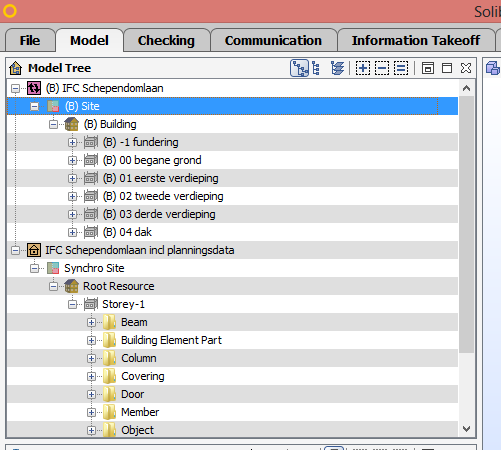 Solib
File Model Checking Communication Information Takeoff
Model Tree
(B) IFC Schependomlaan
(B) Site
(B) Building
(B) -1 fundering
(B) 00 begane grond
(B) 01 eerste verdieping
(B) 02 tweede verdieping
(B) 03 derde verdieping
(B) 04 dak
IFC Schependomlaan incl planningsdata
Synchro Site
Root Resource
Storey-1
Beam
Building Element Part
Column
Covering
Door
Member
Object